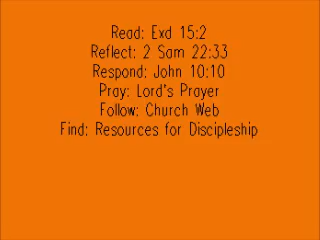 Read: Exd 15:2
Reflect: 2 Sam 22:33
Respond: John 10:10
Pray: Lord's Prayer
Follow: Church Web
Find: Resources for Discipleship